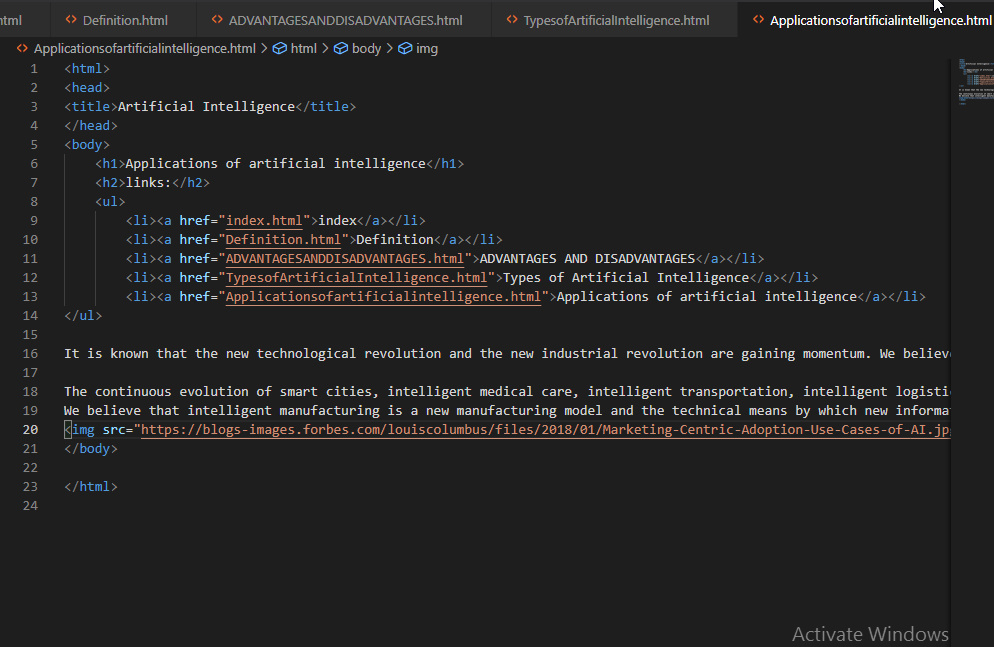 Definition.html ADVANTAGESANDDISADVANTAGES.html TypesofArtificialIntelligence.html Applicationsofartificialintelligence.html
Applicationsofartificialintelligence.html > html > body > img
1 <html>
2 <head>
3 <title>Artificial Intelligence</title>
4 </head>
5 <body>
6 <h1>Applications of artificial intelligence</h1>
7 <h2>links:</h2>
8 <ul>
9 <li><a href="index.html">index</a></li>
10 <li><a href="Definition.html">Definition</a></li>
11 <li><a href="ADVANTAGESANDDISADVANTAGES.html">ADVANTAGES AND DISADVANTAGES</a></li>
12 <li><a href="TypesofArtificialIntelligence.html">Types of Artificial Intelligence</a></li>
13 <li><a href="Applicationsofartificialintelligence.html">Applications of artificial intelligence</a></li>
14 </ul>
15
16 It is known that the new technological revolution and the new industrial revolution are gaining momentum. We believ
17
18 The continuous evolution of smart cities, intelligent medical care, intelligent transportation, intelligent logisti
19 We believe that intelligent manufacturing is a new manufacturing model and the technical means by which new informa
20 <img src="https://blogs-images.forbes.com/louiscolumbus/files/2018/01/Marketing-Centric-Adoption-Use-Cases-of-AI.jp
21 </body>
22
23 </html>
24
Activate Windows